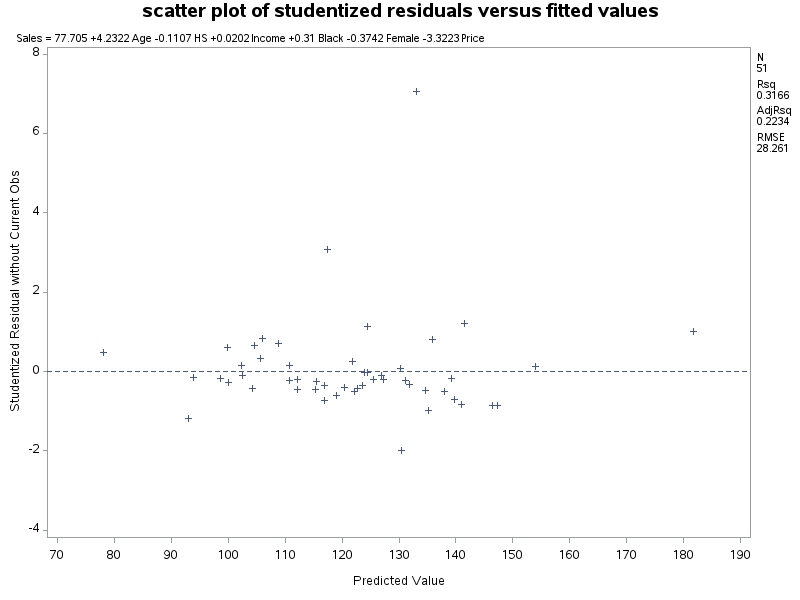 scatter plot of studentized residuals versus fitted values
Sales = 77.705 +4.2322 Age -0.1107 HS +0.0202 Income +0.31 Black -0.3742 Female -3.3223 Price
N
51
Rsq
0.3166
AdjRsq
0.2234
RMSE
28.261
Studentized Residual without Current Obs
8
6
4
2
0
-2
-4
70 80 90 100 110 120 130 140 150 160 170 180 190
Predicted Value